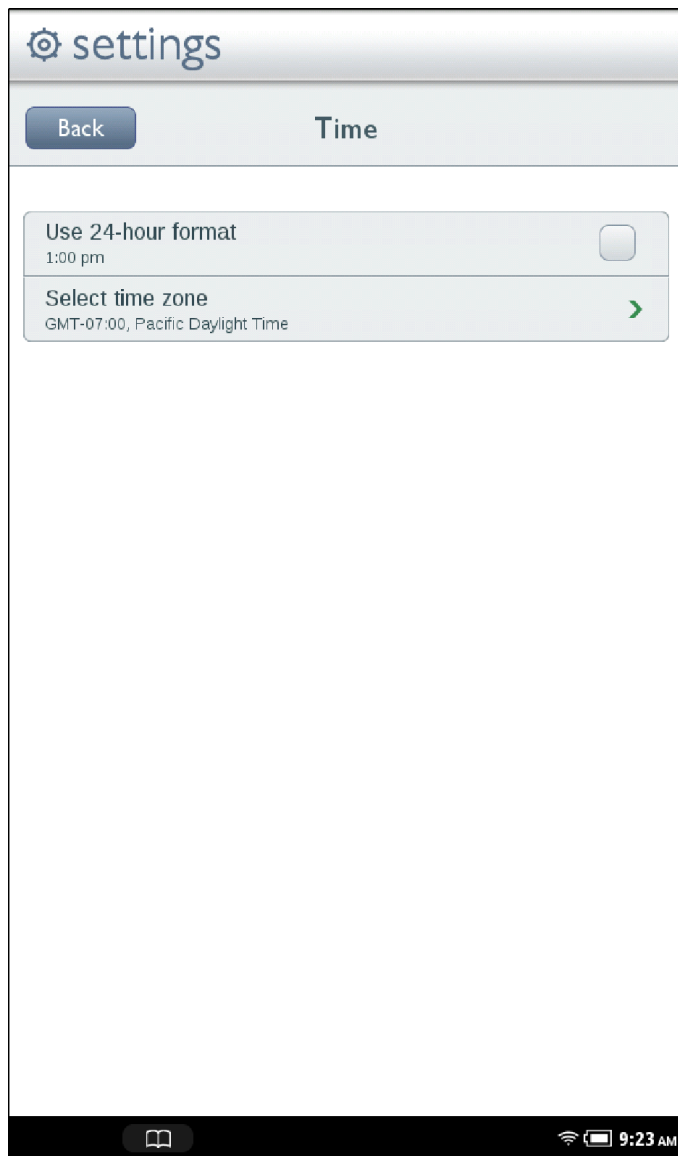 settings
Back
Time
Use 24-hour format
1:00 pm
Select time zone
GMT-07:00, Pacific Daylight Time
9:23 AM